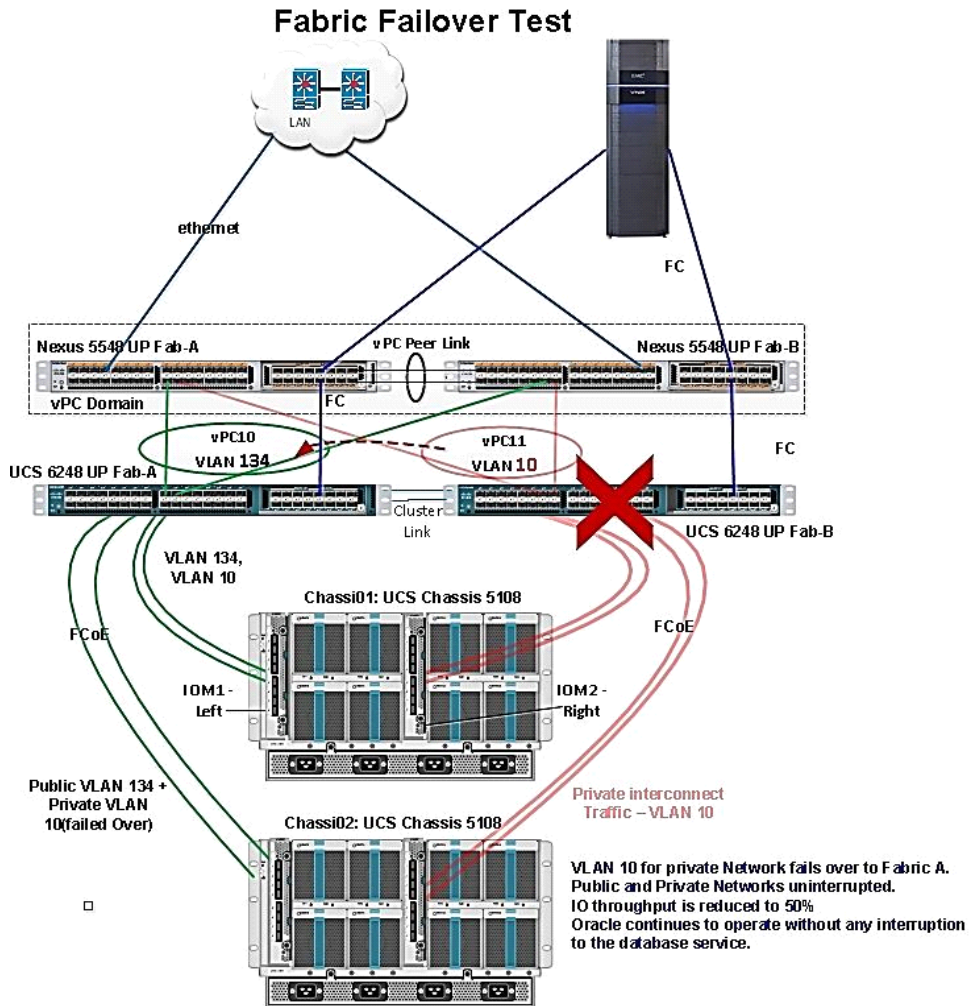 Fabric Failover Test
LAN
ethernet
FC
Nexus 5548 UP Fab-A
vPC Peer Link
Nexus 5548 UP Fab-B
vPC Domain
FC
vPC10
VLAN 134
vPC11
VLAN 10
FC
UCS 6248 UP Fab-A
Cluster
Link
UCS 6248 UP Fab-B
VLAN 134,
VLAN 10
Chassi01: UCS Chassis 5108
FCoE
FCoE
IOM1 -
Left
IOM2 -
Right
Public VLAN 134 +
Private VLAN
10(failed Over)
Private interconnect
Traffic – VLAN 10
Chassi02: UCS Chassis 5108
VLAN 10 for private Network fails over to Fabric A.
Public and Private Networks uninterrupted.
IO throughput is reduced to 50%
Oracle continues to operate without any interruption
to the database service.